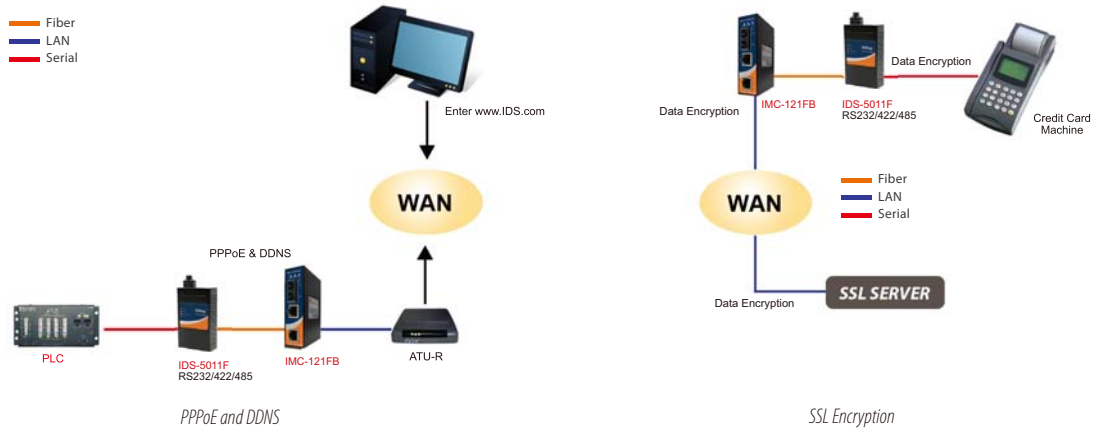 Fiber
LAN
Serial
Enter www.IDS.com
WAN
PPPoE & DDNS
PLC
IDS-5011F
RS232/422/485
IMC-121FB
ATU-R
PPPoE and DDNS
Data Encryption
IMC-121FB
IDS-5011F
RS232/422/485
Data Encryption
Credit Card
Machine
Fiber
LAN
Serial
WAN
Data Encryption
SSL SERVER
SSL Encryption